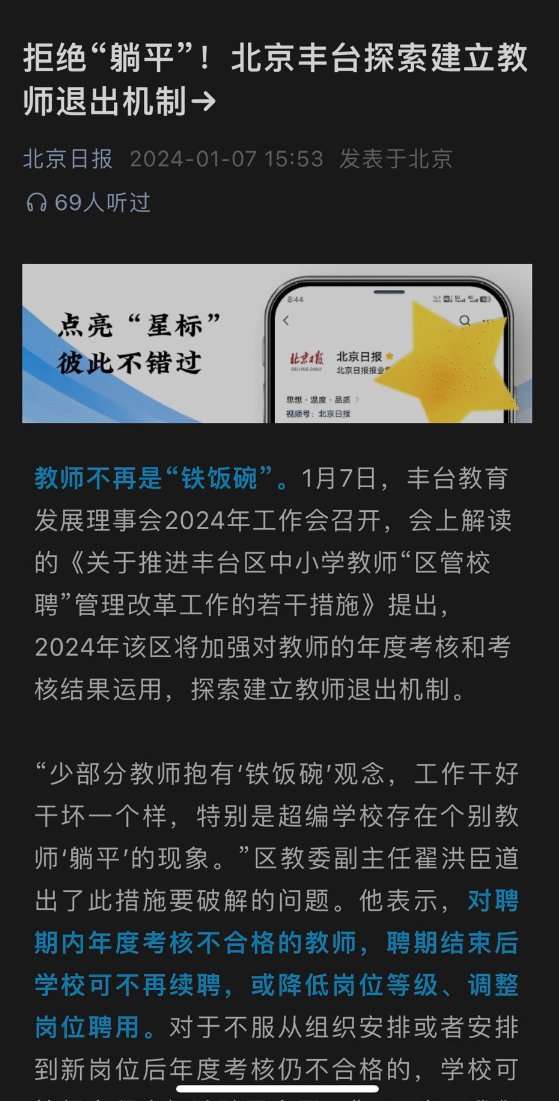 拒绝“躺平”！北京丰台探索建立教
师退出机制→
北京日报 2024-01-07 15:53 发表于北京
69人听过
8:44
点亮“星标”
彼此不错过
北京日报
BEIJING DAILY
北京日报
北京日报报业
思想·温度·品质
视频号：北京日报
教师不再是“铁饭碗”。1月7日，丰台教育
发展理事会2024年工作会召开，会上解读
的《关于推进丰台区中小学教师“区管校
聘”管理改革工作的若干措施》提出，
2024年该区将加强对教师的年度考核和考
核结果运用，探索建立教师退出机制。
“少部分教师抱有‘铁饭碗’观念，工作干好
干坏一个样，特别是超编学校存在个别教
师‘躺平’的现象。”区教委副主任翟洪臣道
出了此措施要破解的问题。他表示，对聘
期内年度考核不合格的教师，聘期结束后
学校可不再续聘，或降低岗位等级、调整
岗位聘用。对于不服从组织安排或者安排
到新岗位后年度考核仍不合格的，学校可